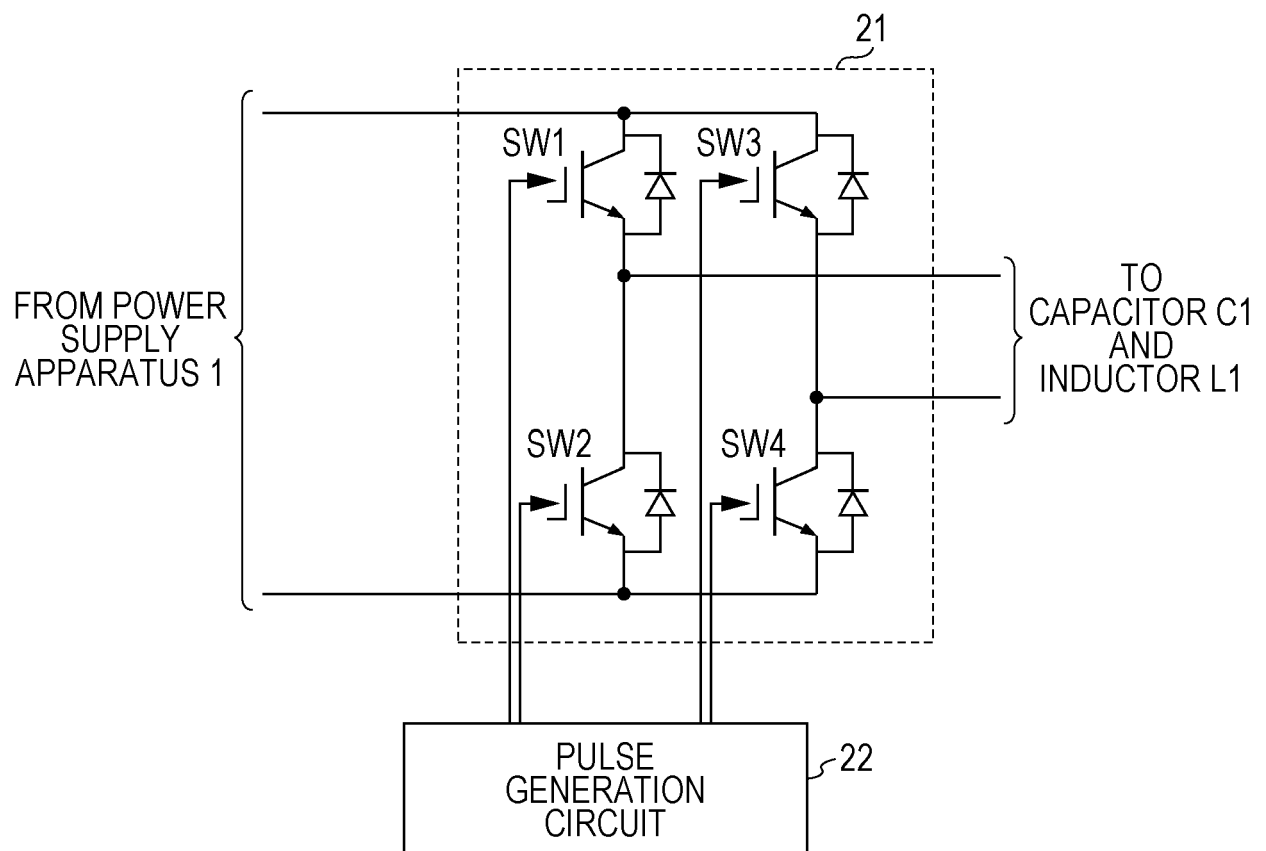 21
SW1
SW3
FROM POWER
SUPPLY
APPARATUS 1
TO
CAPACITOR C1
AND
INDUCTOR L1
SW2
SW4
PULSE
GENERATION
CIRCUIT
22